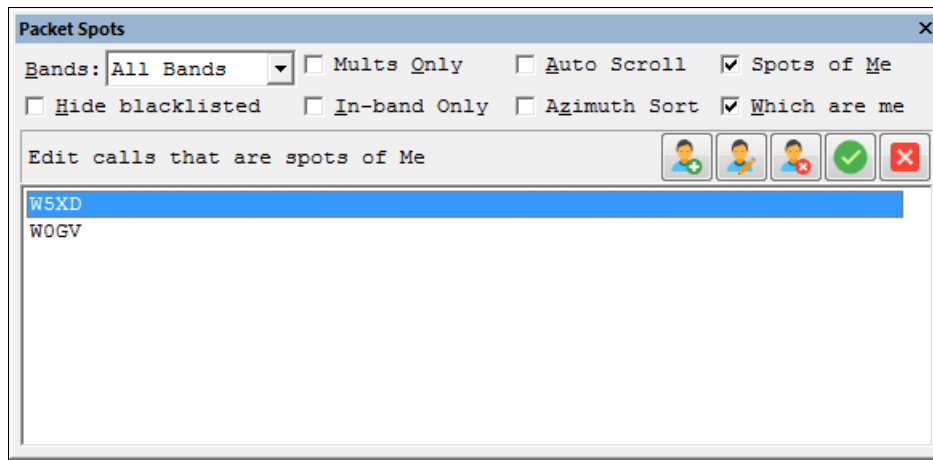 Packet Spots
Bands: All Bands Mults Only Auto Scroll Spots of Me
Hide blacklisted In-band Only Azimuth Sort Which are me
Edit calls that are spots of Me
W5XD
W0GV